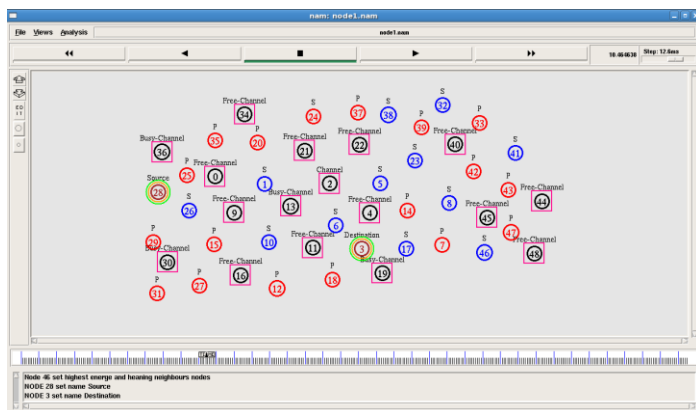 nam: node1.nam
File Views Analysis node1.nam
10.464630 Step: 12.6ms
Free-Channel
34
S
24
P
37
S
38
S
32
P
39
P
33
P
35
P
20
Busy-Channel
36
Free-Channel
21
Free-Channel
22
Free-Channel
40
S
23
S
41
Free-Channel
0
P
25
Source
28
S
1
Channel
2
S
5
P
42
P
43
Free-Channel
44
S
26
Free-Channel
9
Busy-Channel
13
Free-Channel
4
P
14
S
8
Free-Channel
45
S
6
P
47
P
29
P
15
S
10
Free-Channel
11
Destination
3
S
17
P
7
S
46
Free-Channel
48
Busy-Channel
30
Free-Channel
16
Busy-Channel
19
P
31
P
27
P
12
P
18
Node 46 set highest energe and heaning neighbours nodes
NODE 28 set name Source
NODE 3 set name Destination